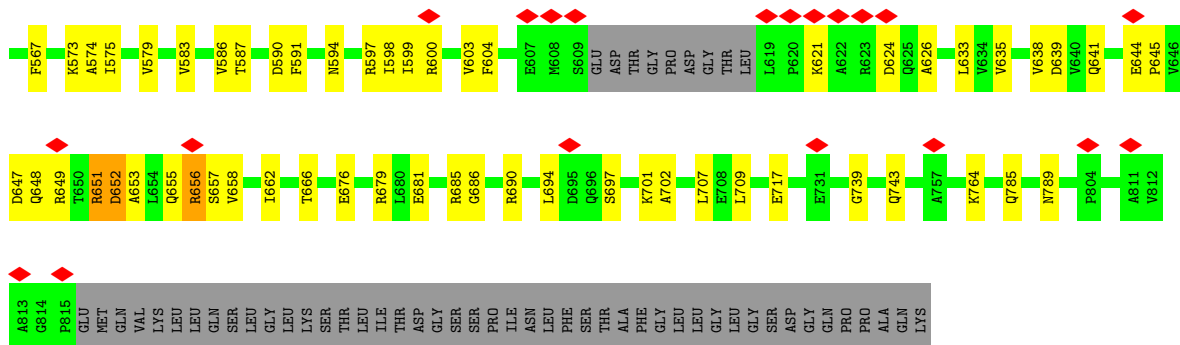 F567 K573 A574 I575 V579 V583 V586 T587 D590 F591 N594 R597 I598 I599 R600 V603 F604 E607 M608 S609 GLU ASP THR GLY PRO ASP GLY THR LEU L619 P620 K621 A622 R623 D624 Q625 A626 L633 V634 V635 V638 D639 V640 Q641 E644 P645 V646
D647 Q648 R649 T650 R651 D652 A653 L654 Q655 R656 S657 V658 I662 T666 E676 R679 L680 E681 R685 G686 R690 L694 D695 Q696 S697 K701 A702 L707 E708 L709 E717 E731 G739 Q743 A757 K764 Q785 N789 P804 A811 V812
A813 G814 P815 GLU MET GLN VAL LYS LEU LEU GLN SER LEU GLY LEU LYS SER THR LEU ILE THR ASP GLY SER SER PRO ILE ASN LEU PHE SER THR ALA PHE GLY LEU LEU GLY LEU GLY SER ASP GLY GLN PRO PRO ALA GLN LYS